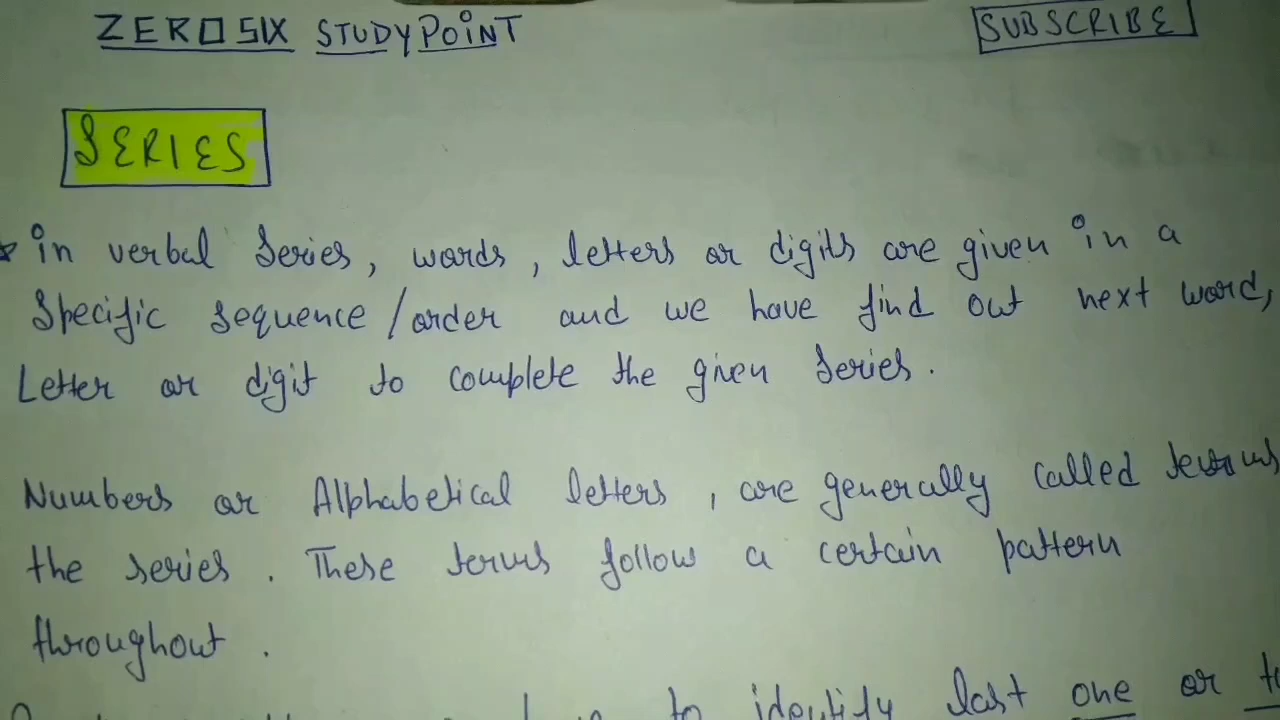 ZERO SIX STUDY POINT
SUBSCRIBE
SERIES
* in verbal series, words, letters or digits are given in a
specific sequence/order and we have find out next word,
Letter or digit to complete the given series.
Numbers or Alphabetical letters, are generally called terms
the series. These terms follow a certain pattern
throughout.
to identify last one or